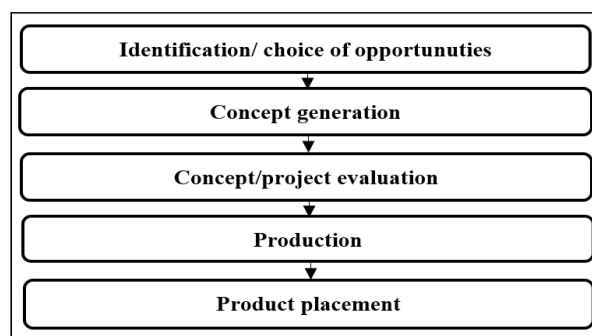 Identification/ choice of opportunuties
Concept generation
Concept/project evaluation
Production
Product placement